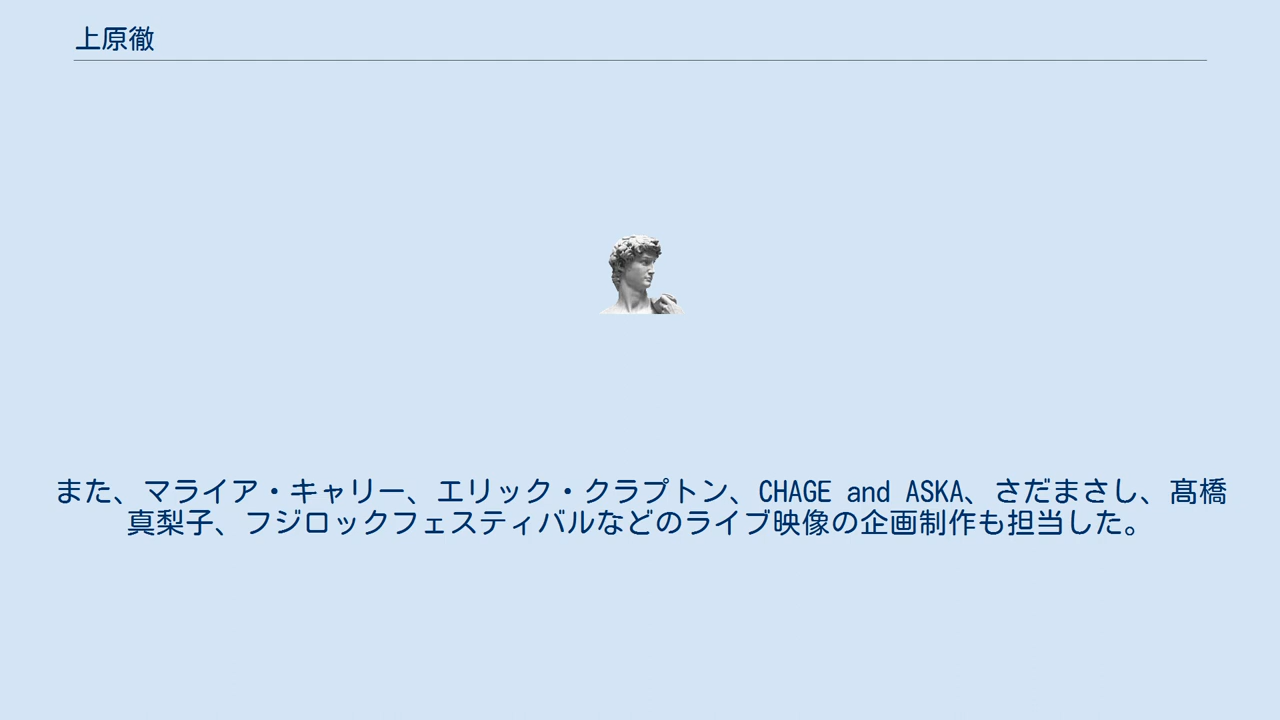 上原徹
また、マライア・キャリー、エリック・クラプトン、CHAGE and ASKA、さだまさし、髙橋
真梨子、フジロックフェスティバルなどのライブ映像の企画制作も担当した。